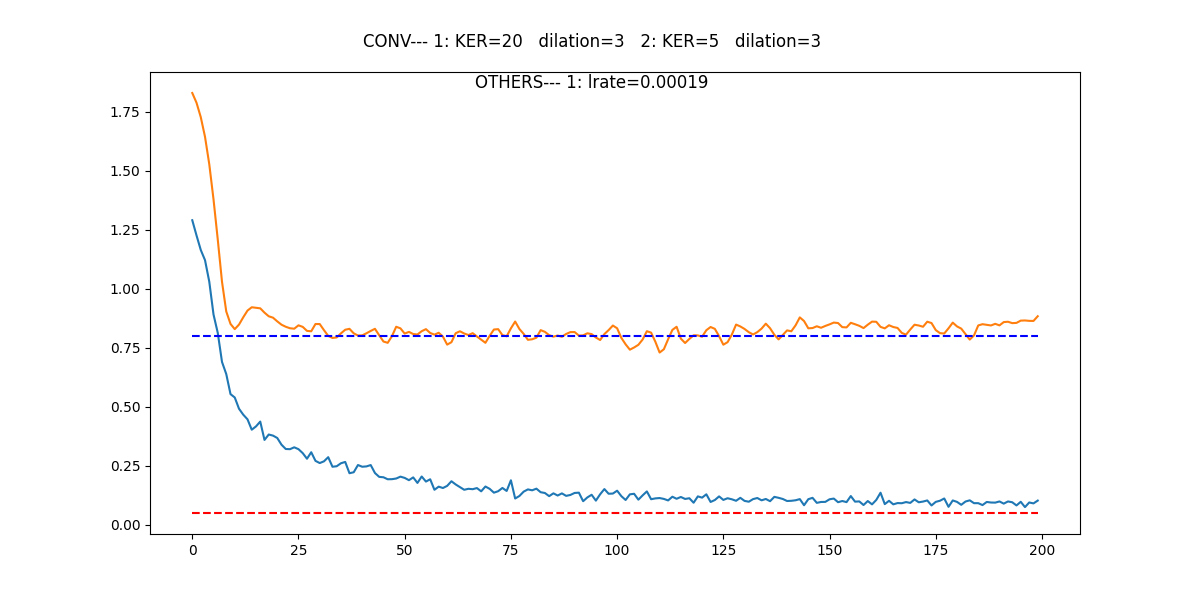 CONV--- 1: KER=20   dilation=3   2: KER=5   dilation=3
OTHERS--- 1: lrate=0.00019
1.75
1.50
1.25
1.00
0.75
0.50
0.25
0.00
0 25 50 75 100 125 150 175 200